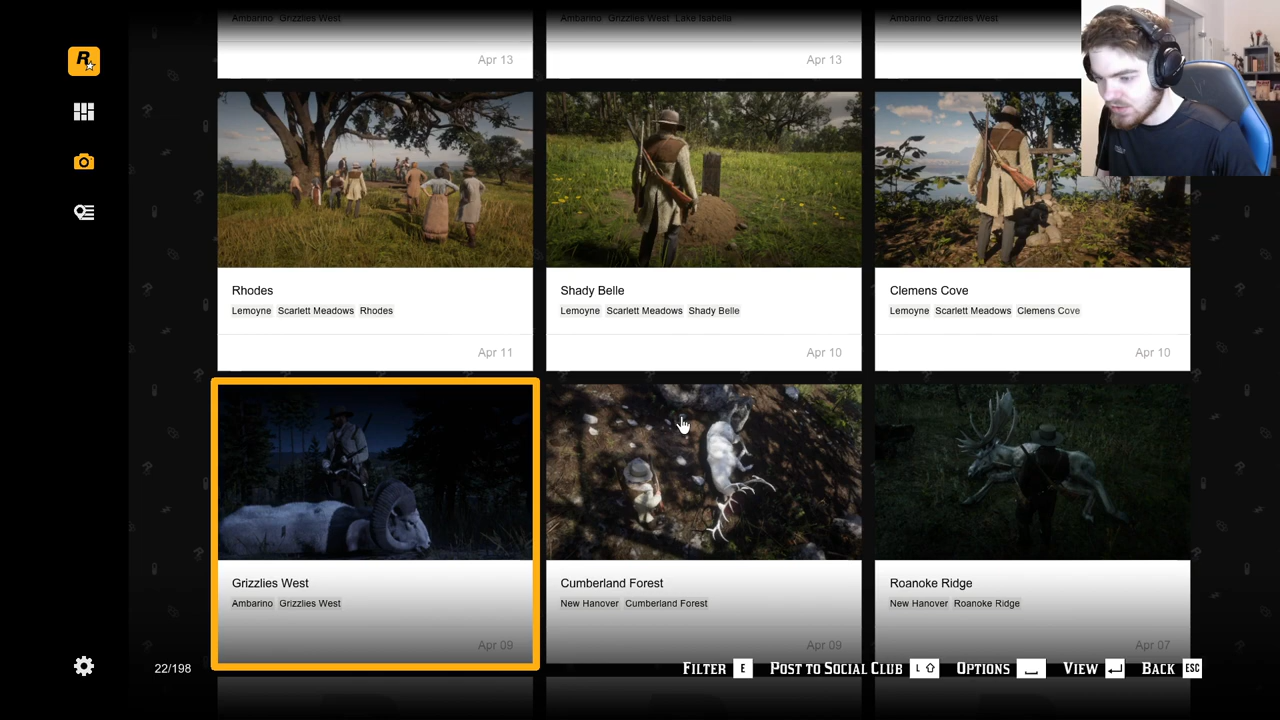 Ambarino Grizzlies West
Ambarino Grizzlies West Lake Isabella
Ambarino Grizzlies West
Apr 13
Apr 13
Rhodes
Lemoyne Scarlett Meadows Rhodes
Apr 11
Shady Belle
Lemoyne Scarlett Meadows Shady Belle
Apr 10
Clemens Cove
Lemoyne Scarlett Meadows Clemens Cove
Apr 10
Grizzlies West
Ambarino Grizzlies West
Apr 09
Cumberland Forest
New Hanover Cumberland Forest
Apr 09
Roanoke Ridge
New Hanover Roanoke Ridge
Apr 07
R
22/198
Filter E Post to Social Club L Options View Back ESC